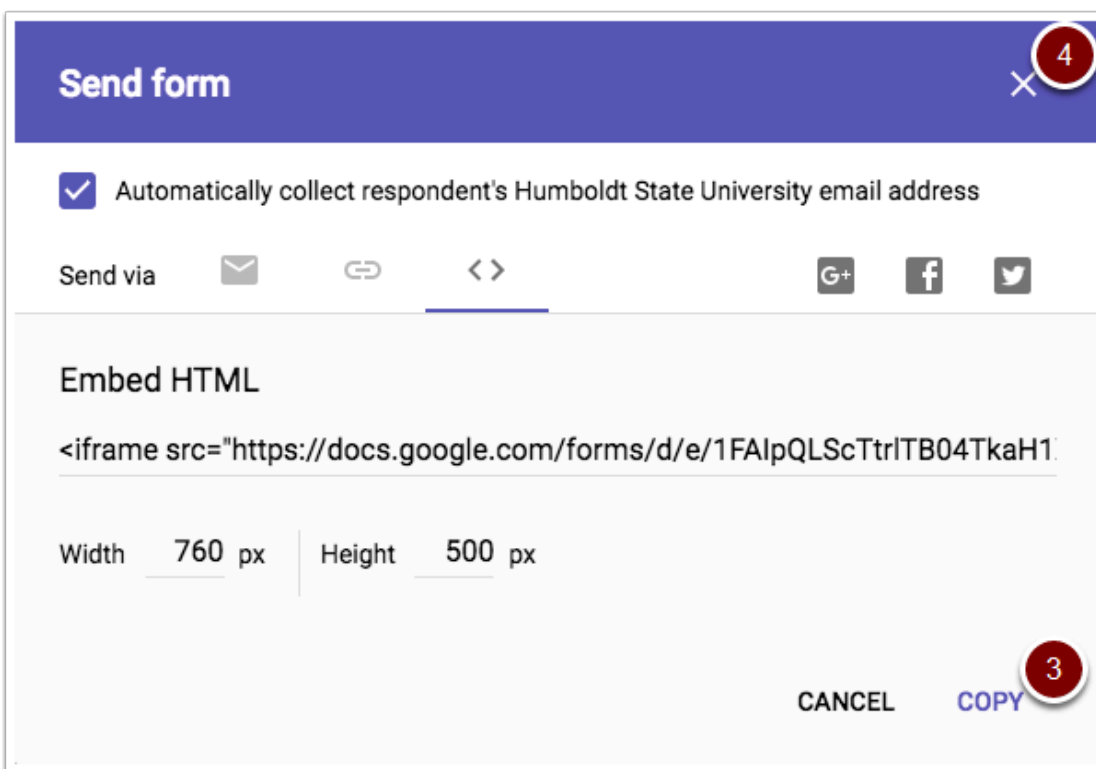 4
Send form
Automatically collect respondent's Humboldt State University email address
Send via G+
Embed HTML
<iframe src="https://docs.google.com/forms/d/e/1FAIpQLScTtrlTB04TkaH1
Width 760 px Height 500 px
3
CANCEL COPY